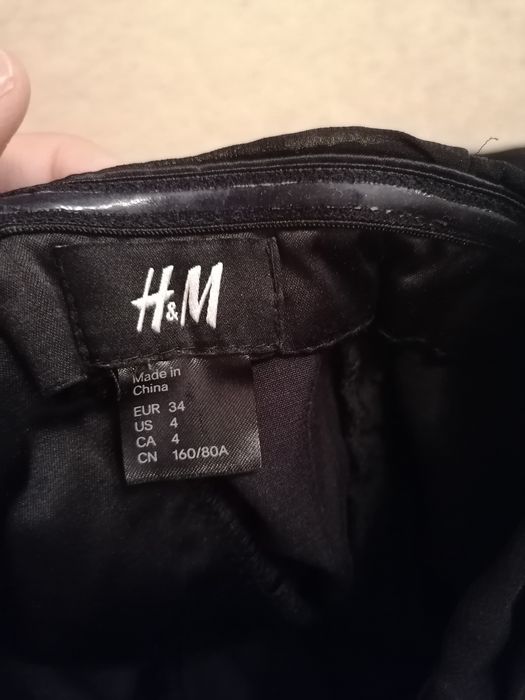 H&M
Made in
China
EUR 34
US 4
CA 4
CN 160/80A